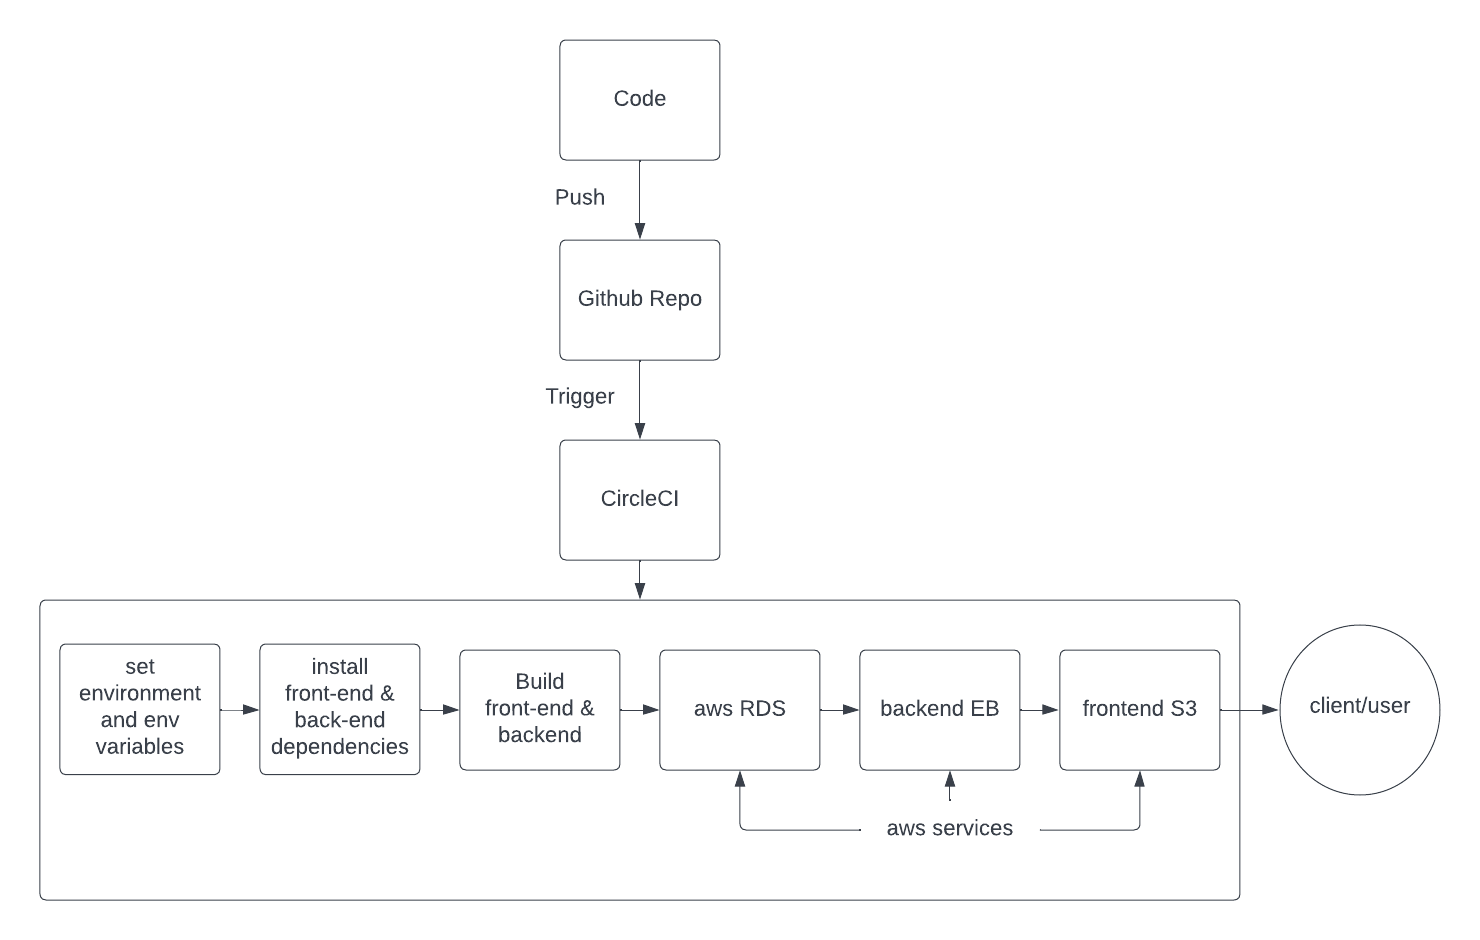 Code
Push
Github Repo
Trigger
CircleCI
set
environment
and env
variables
install
front-end &
back-end
dependencies
Build
front-end &
backend
aws RDS
backend EB
frontend S3
client/user
aws services